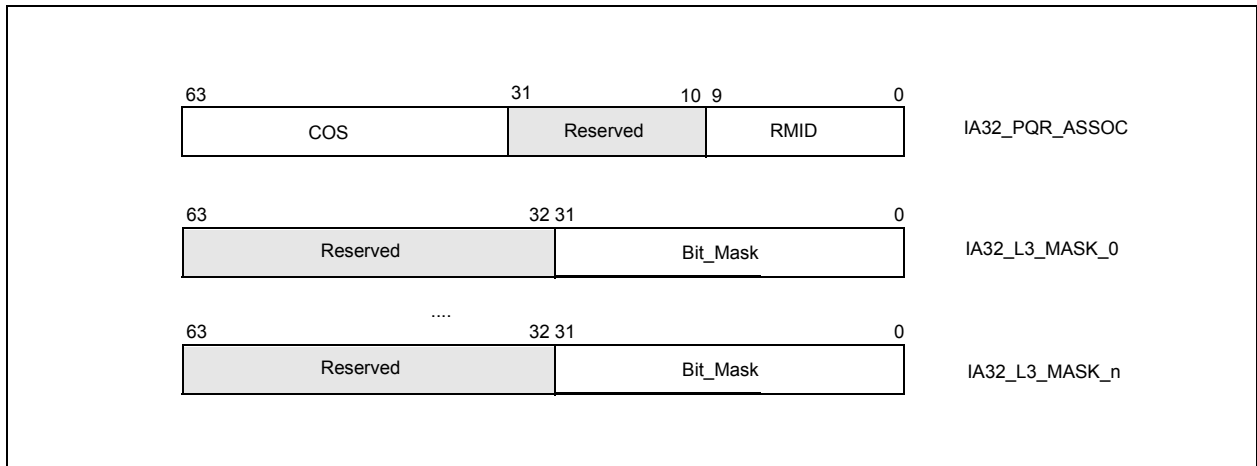 63 31 10 9 0
COS Reserved RMID IA32_PQR_ASSOC
63 32 31 0
Reserved Bit_Mask IA32_L3_MASK_0
....
63 32 31 0
Reserved Bit_Mask IA32_L3_MASK_n